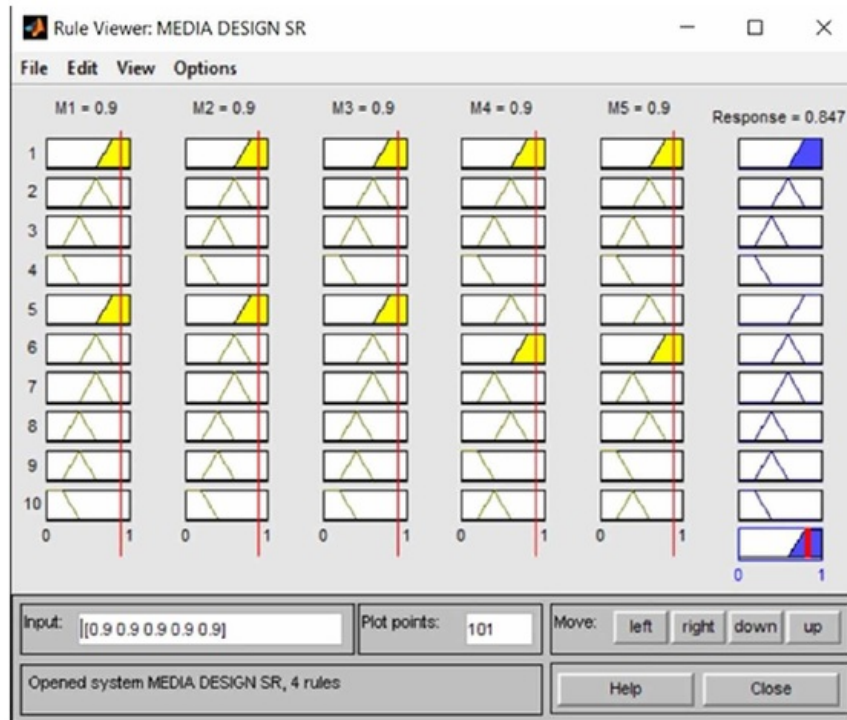 Rule Viewer: MEDIA DESIGN SR
File Edit View Options
M1 = 0.9 M2 = 0.9 M3 = 0.9 M4 = 0.9 M5 = 0.9 Response = 0.847
1
2
3
4
5
6
7
8
9
10
0 1 0 1 0 1 0 1 0 1
0 1
Input: [0.9 0.9 0.9 0.9 0.9] Plot points: 101 Move: left right down up
Opened system MEDIA DESIGN SR, 4 rules Help Close